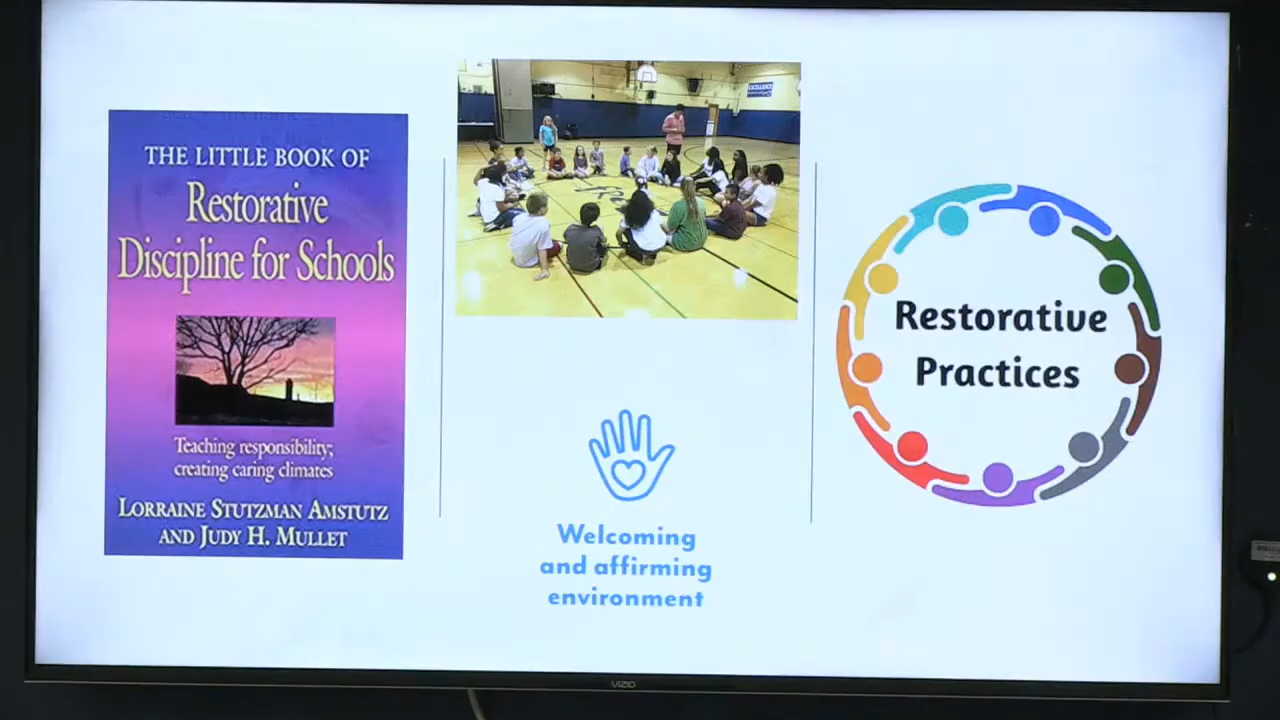 THE LITTLE BOOK OF
Restorative
Discipline for Schools
Teaching responsibility;
creating caring climates
LORRAINE STUTZMAN AMSTUTZ
AND JUDY H. MULLET
Welcoming
and affirming
environment
Restorative
Practices
VIZIO